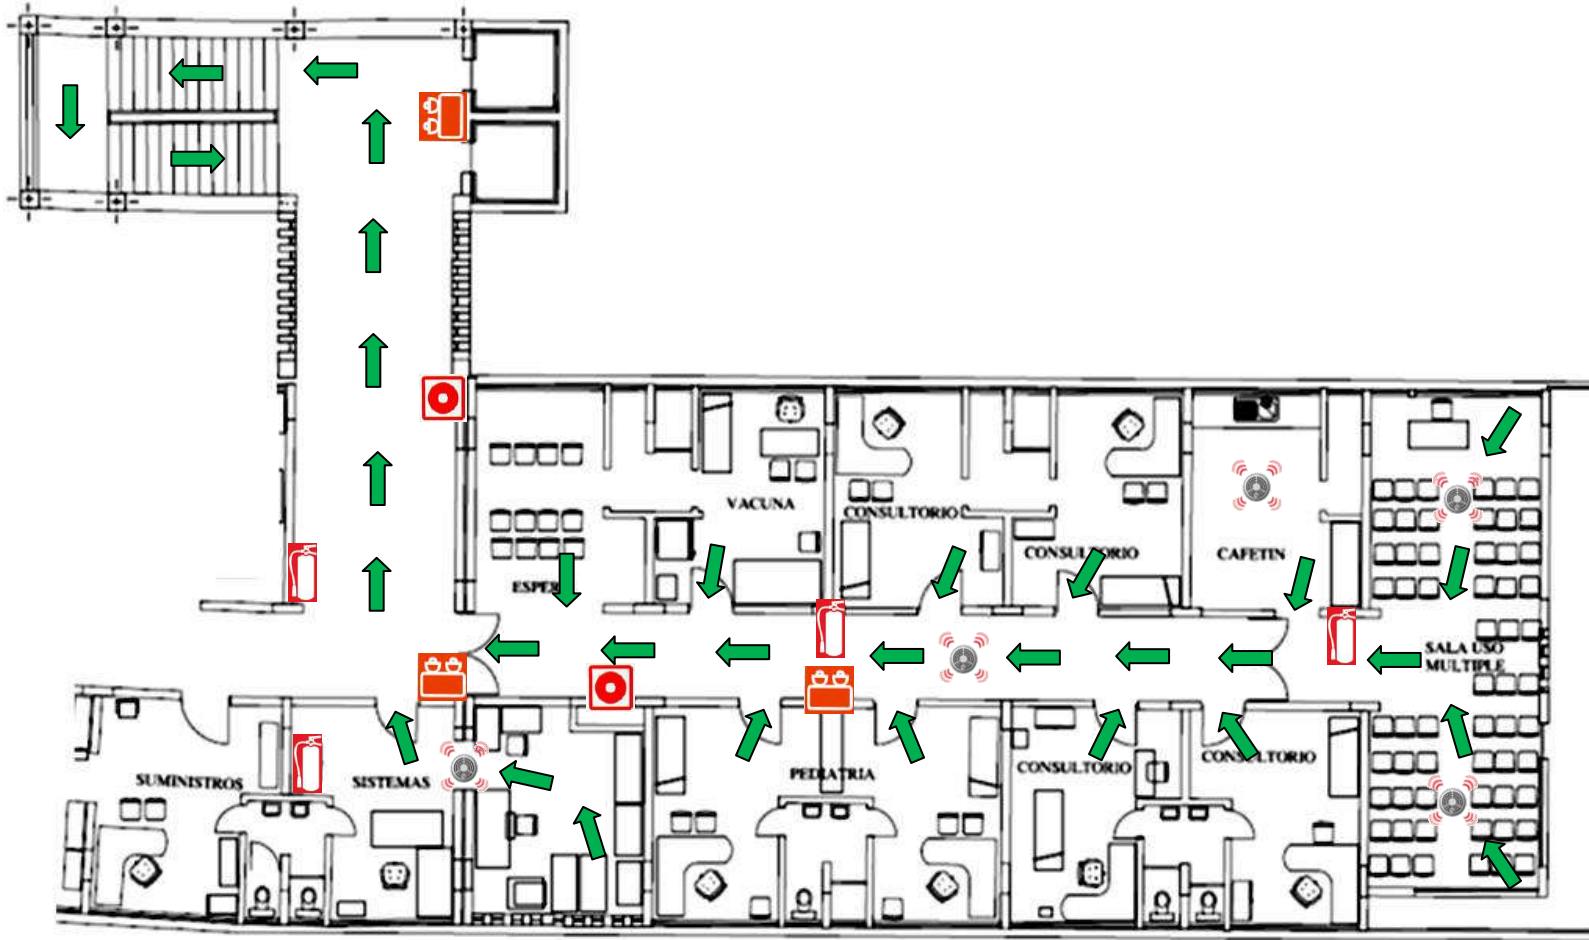 VACUNA
CONSULTORIO
CONSULTORIO
CAFETIN
ESPER
SALA USO
MULTIPLE
SUMINISTROS
SISTEMAS
PEDIATRIA
CONSULTORIO
CONSULTORIO